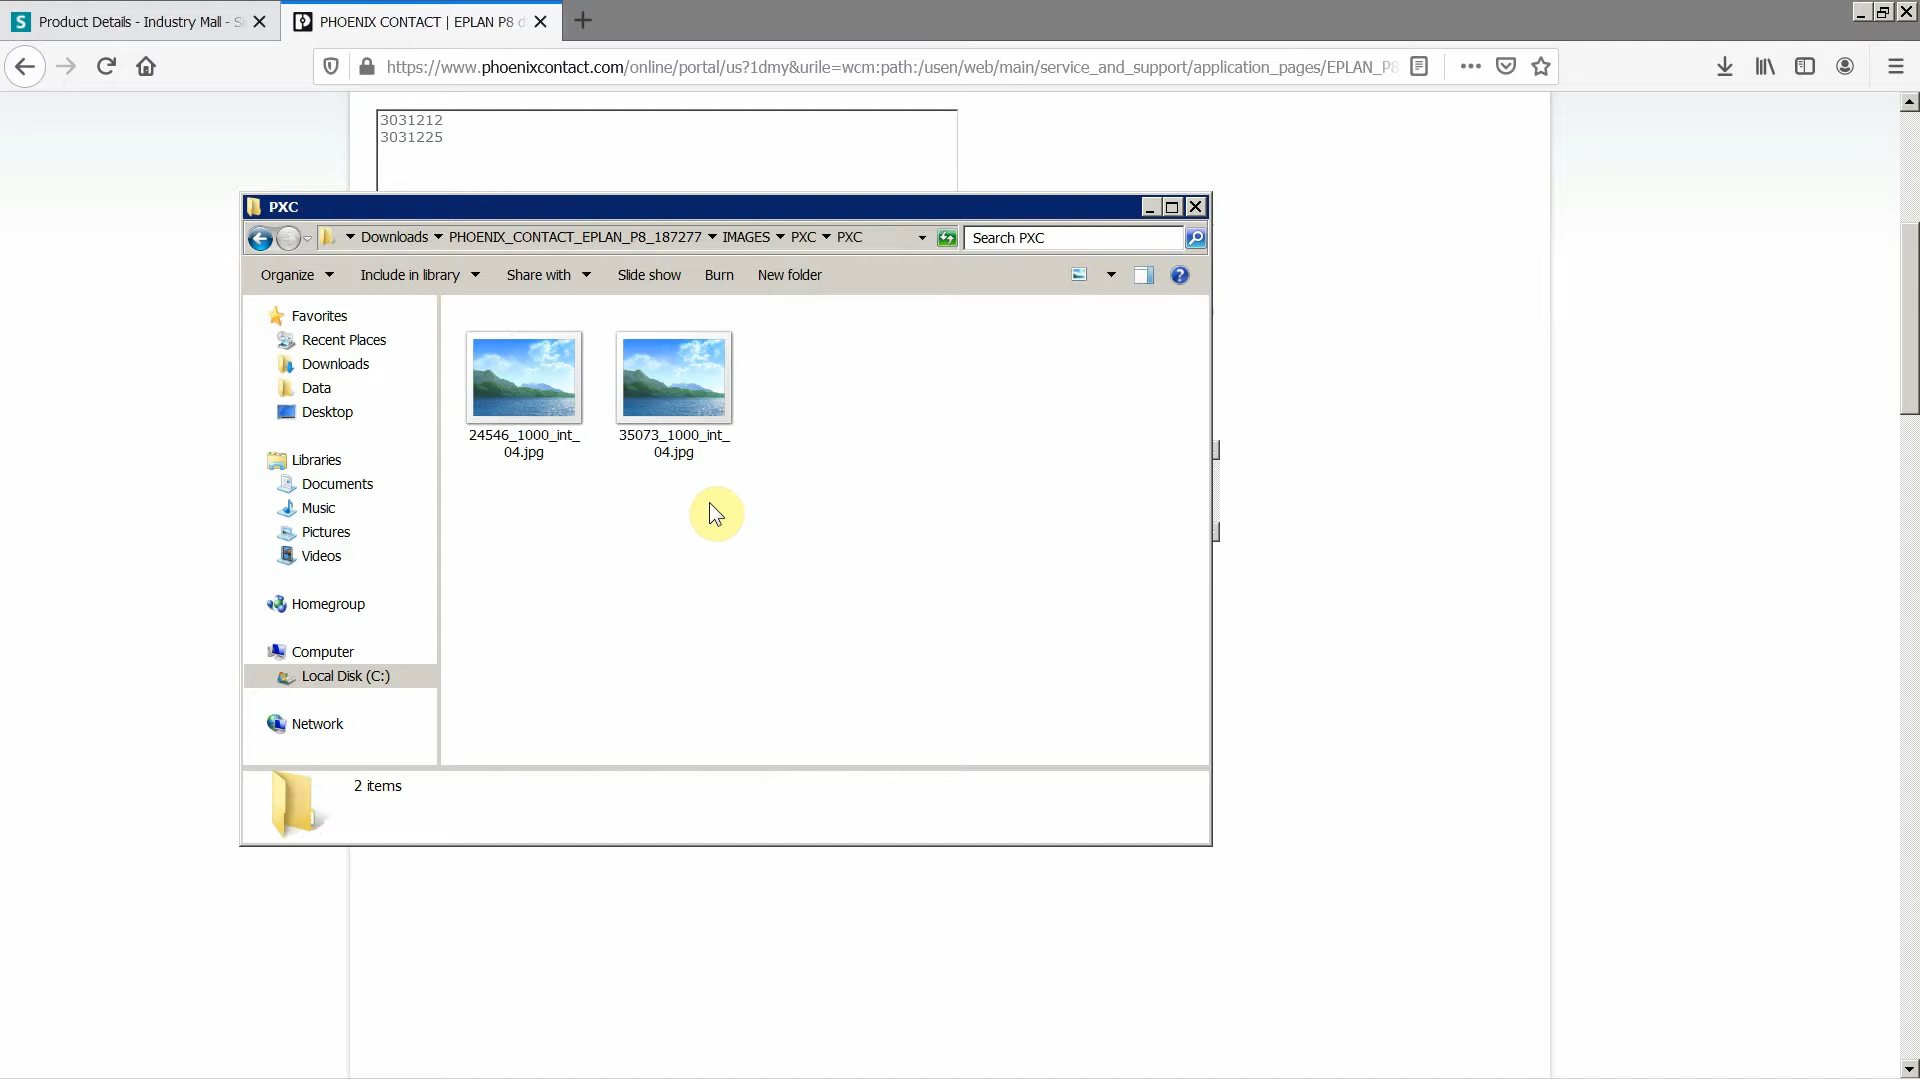 Product Details - Industry Mall - Si
PHOENIX CONTACT | EPLAN P8 d
https://www.phoenixcontact.com/online/portal/us?1dmy&urile=wcm:path:/usen/web/main/service_and_support/application_pages/EPLAN_P8
3031212
3031225
PXC
Downloads PHOENIX_CONTACT_EPLAN_P8_187277 IMAGES PXC PXC
Search PXC
Organize Include in library Share with Slide show Burn New folder
Favorites
Recent Places
Downloads
Data
Desktop
Libraries
Documents
Music
Pictures
Videos
Homegroup
Computer
Local Disk (C:)
Network
24546_1000_int_
04.jpg
35073_1000_int_
04.jpg
2 items